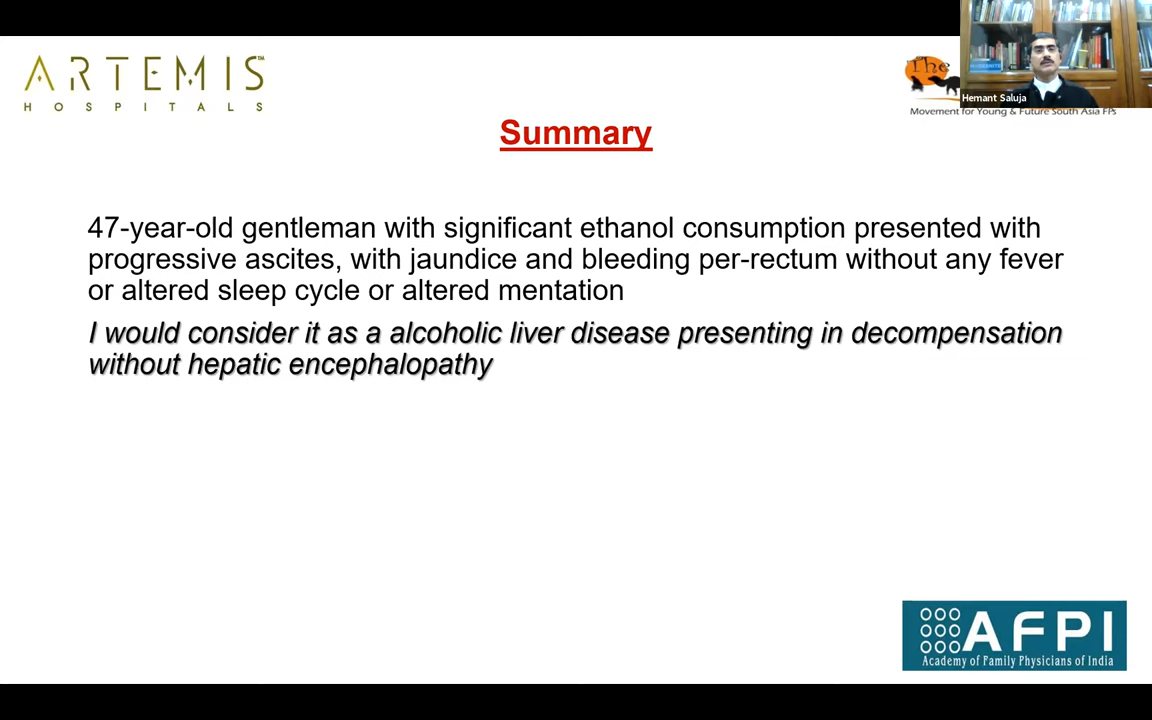 ARTEMIS
HOSPITALS
The
Hemant Saluja
Movement for Young & Future South Asia FPs
Summary
47-year-old gentleman with significant ethanol consumption presented with
progressive ascites, with jaundice and bleeding per-rectum without any fever
or altered sleep cycle or altered mentation
I would consider it as a alcoholic liver disease presenting in decompensation
without hepatic encephalopathy
AFPI
Academy of Family Physicians of India